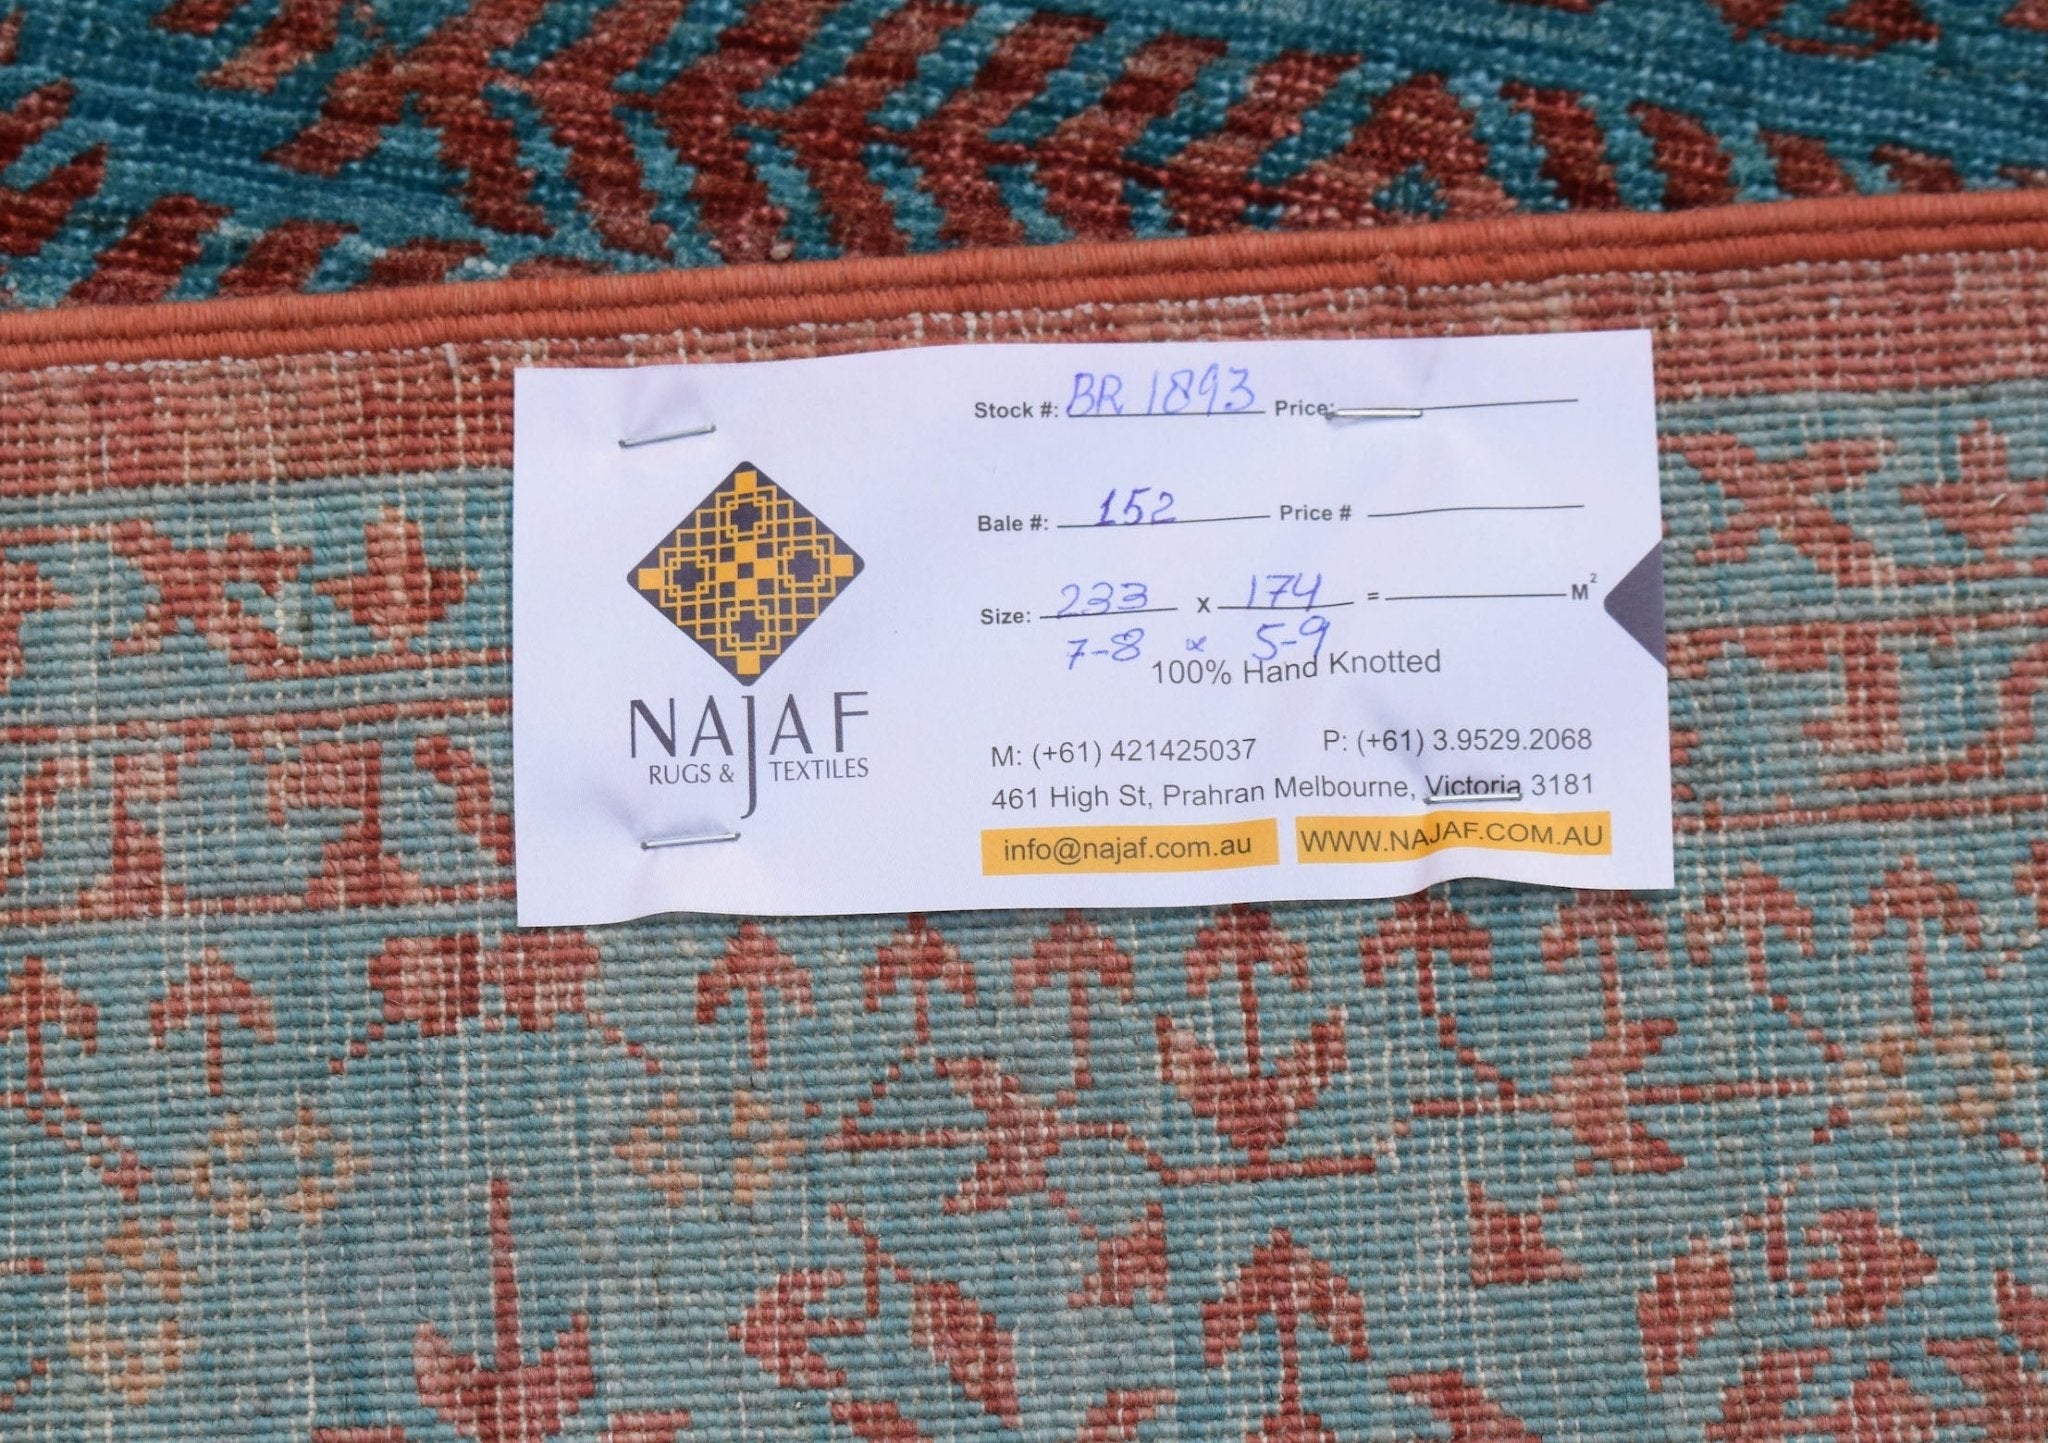 Stock #: BR 1893 Price:
Bale #: 152 Price #
Size: 233 x 174 = M²
7-8 x 5-9
100% Hand Knotted
NAJAF
RUGS & TEXTILES
M: (+61) 421425037 P: (+61) 3.9529.2068
461 High St, Prahran Melbourne, Victoria 3181
info@najaf.com.au WWW.NAJAF.COM.AU